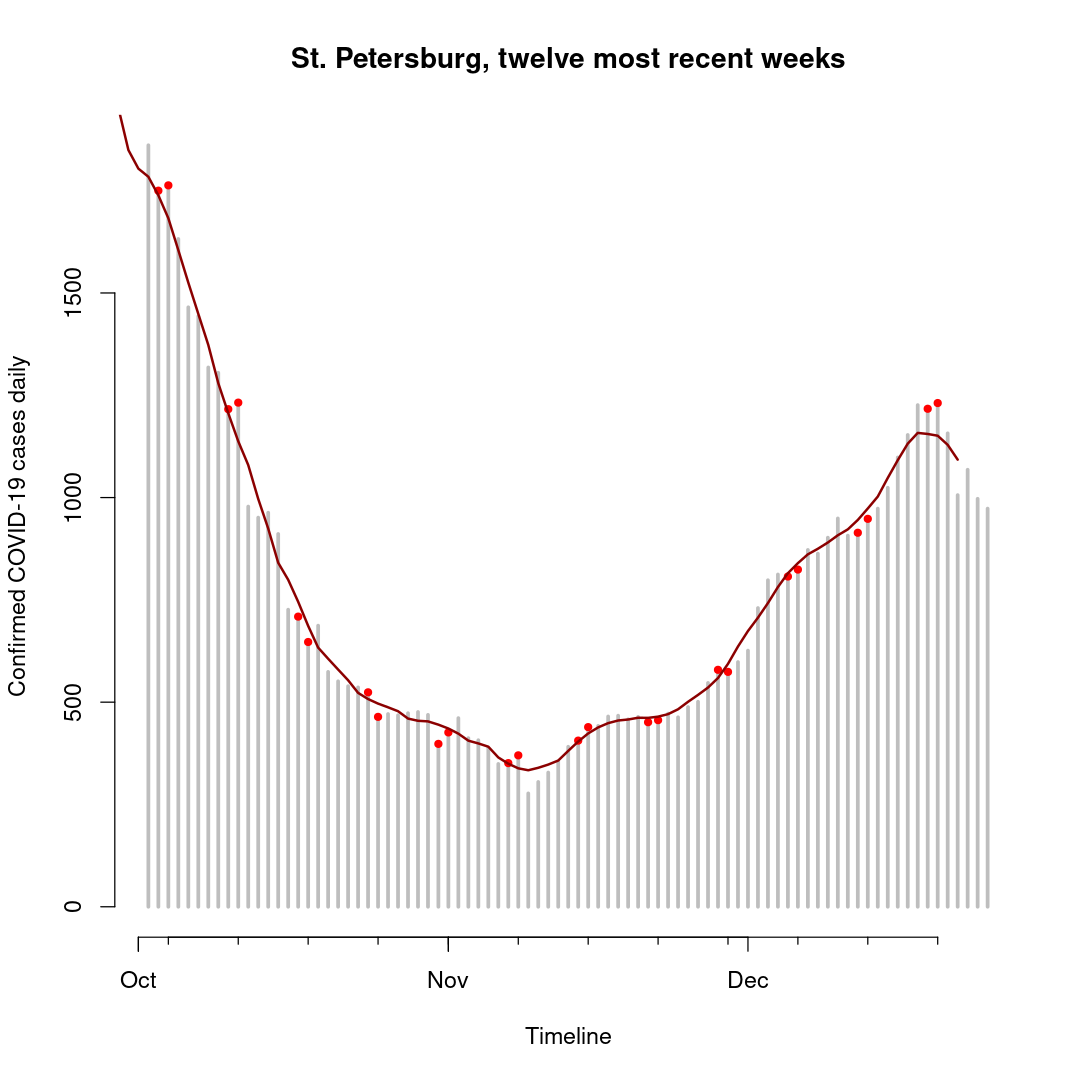 St. Petersburg, twelve most recent weeks
Confirmed COVID-19 cases daily
1500
1000
500
0
Oct Nov Dec
Timeline